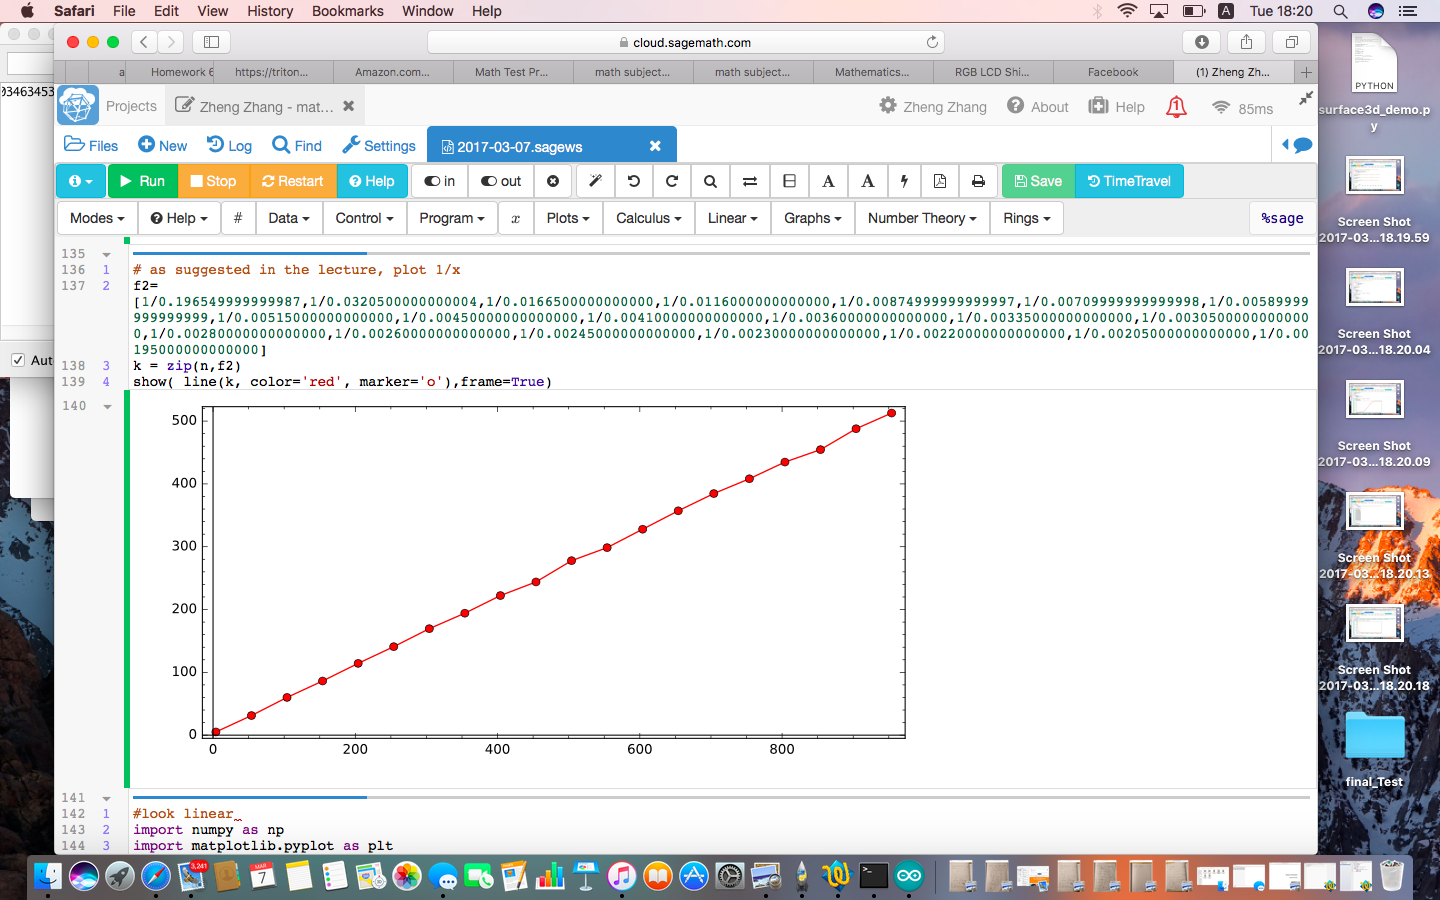 Safari File Edit View History Bookmarks Window Help
A Tue 18:20
cloud.sagemath.com
a Homework 6 https://triton... Amazon.com... Math Test Pr... math subject... math subject... Mathematics... RGB LCD Shi... Facebook (1) Zheng Zh...
Projects Zheng Zhang - mat... Zheng Zhang About Help 1 85ms
Files New Log Find Settings 2017-03-07.sagews
Run Stop Restart Help in out A A Save TimeTravel
Modes Help # Data Control Program x Plots Calculus Linear Graphs Number Theory Rings %sage
135
136 1 # as suggested in the lecture, plot 1/x
137 2 f2=
[1/0.196549999999987,1/0.0320500000000004,1/0.0166500000000000,1/0.0116000000000000,1/0.00874999999999997,1/0.00709999999999998,1/0.00589999
999999999,1/0.00515000000000000,1/0.00450000000000000,1/0.00410000000000000,1/0.00360000000000000,1/0.00335000000000000,1/0.0030500000000000
0,1/0.00280000000000000,1/0.00260000000000000,1/0.00245000000000000,1/0.00230000000000000,1/0.00220000000000000,1/0.00205000000000000,1/0.00
195000000000000]
138 3 k = zip(n,f2)
139 4 show( line(k, color='red', marker='o'),frame=True)
140
500
400
300
200
100
0
0 200 400 600 800
141
142 1 #look linear
143 2 import numpy as np
144 3 import matplotlib.pyplot as plt
93463453
Aut
PYTHON
surface3d_demo.p
y
Screen Shot
2017-03...18.19.59
Screen Shot
2017-03...18.20.04
Screen Shot
2017-03...18.20.09
Screen Shot
2017-03...18.20.13
Screen Shot
2017-03...18.20.18
final_Test
3,241
MAR
7